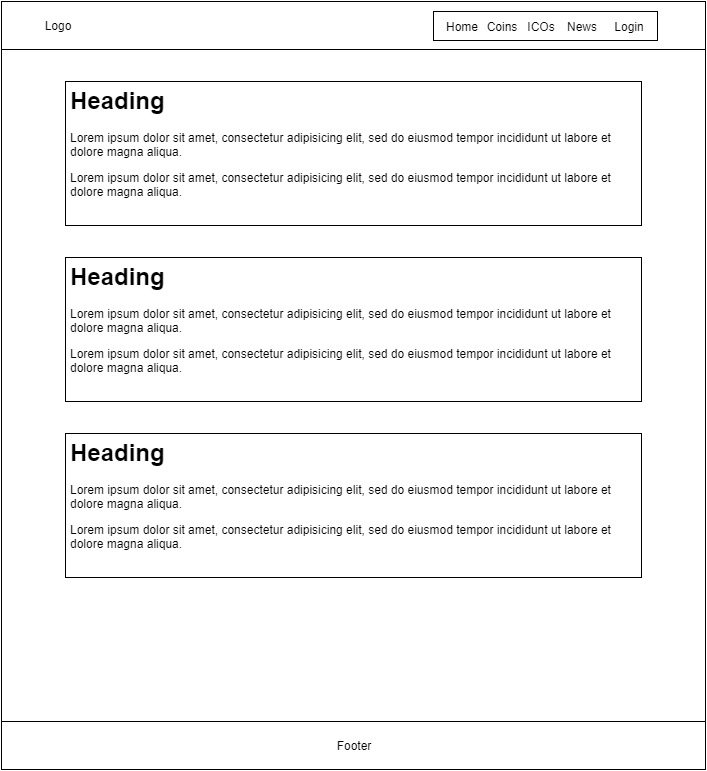 Logo
Home Coins ICOs News Login
Heading
Lorem ipsum dolor sit amet, consectetur adipisicing elit, sed do eiusmod tempor incididunt ut labore et
dolore magna aliqua.
Lorem ipsum dolor sit amet, consectetur adipisicing elit, sed do eiusmod tempor incididunt ut labore et
dolore magna aliqua.
Heading
Lorem ipsum dolor sit amet, consectetur adipisicing elit, sed do eiusmod tempor incididunt ut labore et
dolore magna aliqua.
Lorem ipsum dolor sit amet, consectetur adipisicing elit, sed do eiusmod tempor incididunt ut labore et
dolore magna aliqua.
Heading
Lorem ipsum dolor sit amet, consectetur adipisicing elit, sed do eiusmod tempor incididunt ut labore et
dolore magna aliqua.
Lorem ipsum dolor sit amet, consectetur adipisicing elit, sed do eiusmod tempor incididunt ut labore et
dolore magna aliqua.
Footer